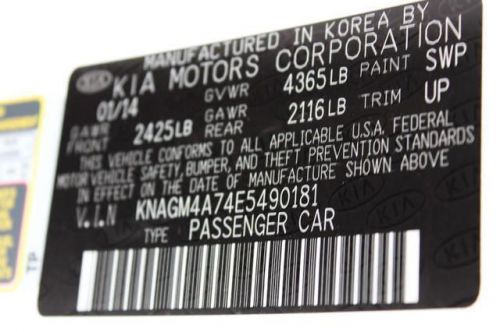 MANUFACTURED IN KOREA BY
KIA KIA MOTORS CORPORATION
01/14 GVWR 4365LB PAINT SWP
GAWR FRONT 2425LB GAWR REAR 2116LB TRIM UP
THIS VEHICLE CONFORMS TO ALL APPLICABLE U.S.A. FEDERAL
MOTOR VEHICLE SAFETY, BUMPER, AND THEFT PREVENTION STANDARDS
IN EFFECT ON THE DATE OF MANUFACTURE SHOWN ABOVE
V.I.N KNAGM4A74E5490181
TYPE PASSENGER CAR
TP